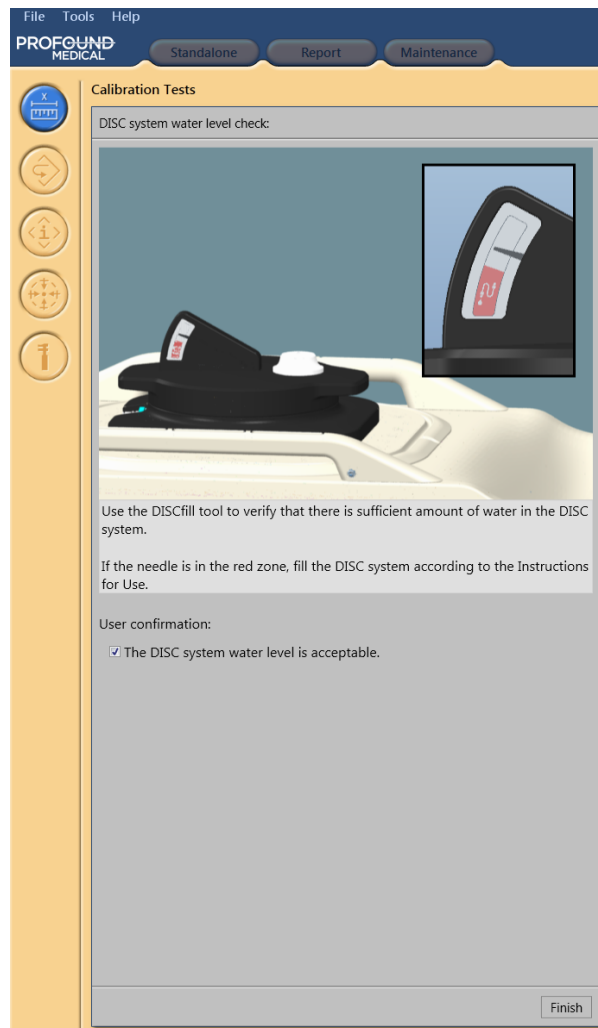 File Tools Help
PROFOUND
MEDICAL
Standalone Report Maintenance
Calibration Tests
DISC system water level check:
Use the DISCfill tool to verify that there is sufficient amount of water in the DISC
system.
If the needle is in the red zone, fill the DISC system according to the Instructions
for Use.
User confirmation:
The DISC system water level is acceptable.
Finish